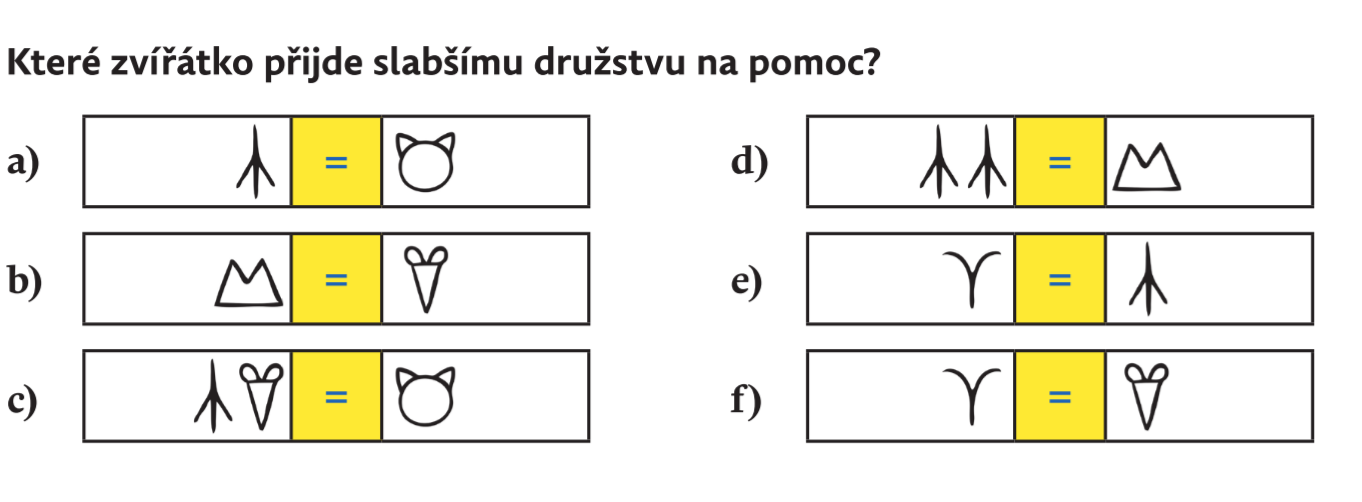 Které zvířátko přijde slabšímu družstvu na pomoc?
a) =
d) =
b) =
e) =
c) =
f) =